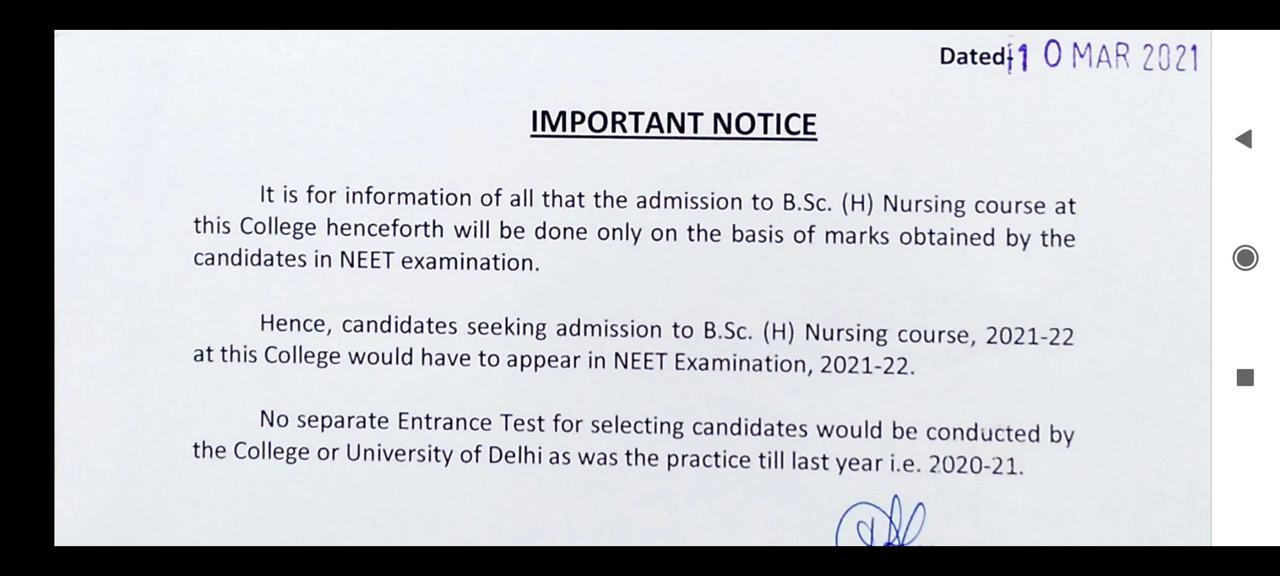 Dated: 10 MAR 2021
IMPORTANT NOTICE
It is for information of all that the admission to B.Sc. (H) Nursing course at
this College henceforth will be done only on the basis of marks obtained by the
candidates in NEET examination.
Hence, candidates seeking admission to B.Sc. (H) Nursing course, 2021-22
at this College would have to appear in NEET Examination, 2021-22.
No separate Entrance Test for selecting candidates would be conducted by
the College or University of Delhi as was the practice till last year i.e. 2020-21.